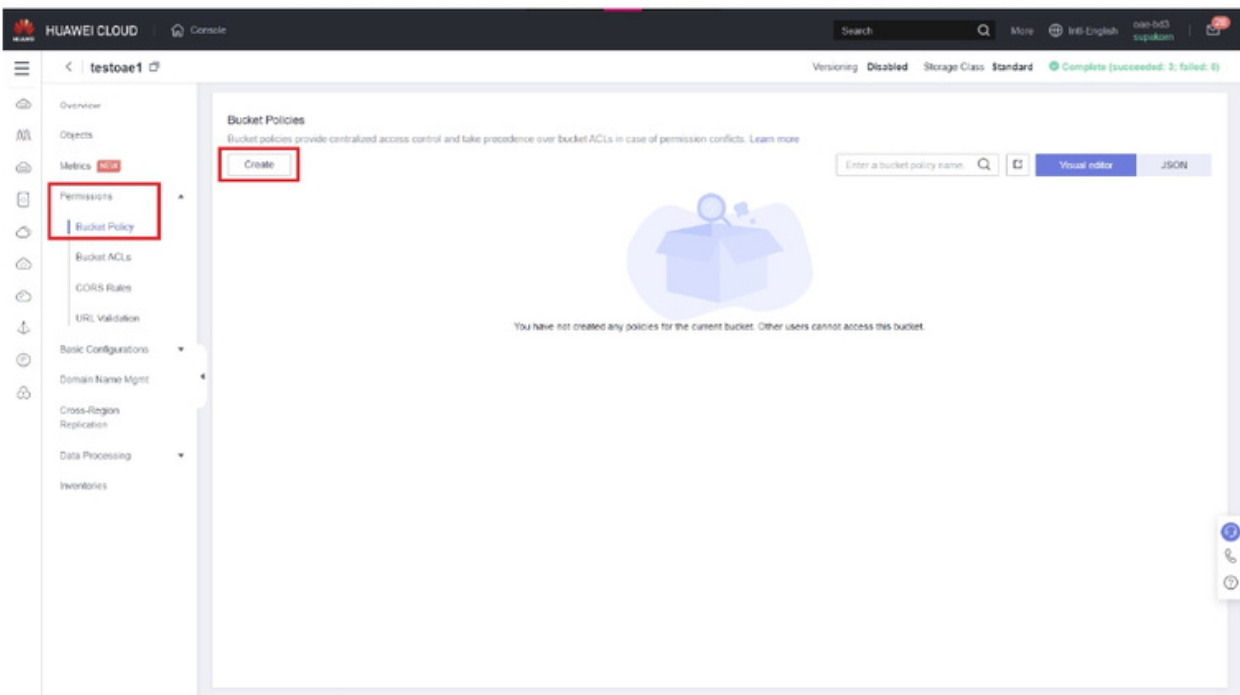 HUAWEI
HUAWEI CLOUD
Console
Search
More
Intl-English
oae-bd3
supakorn
testoae1
Versioning Disabled
Storage Class Standard
Complete (succeeded: 3; failed: 0)
Overview
Objects
Metrics NEW
Permissions
Bucket Policy
Bucket ACLs
CORS Rules
URL Validation
Basic Configurations
Domain Name Mgmt
Cross-Region
Replication
Data Processing
Inventories
Bucket Policies
Bucket policies provide centralized access control and take precedence over bucket ACLs in case of permission conflicts. Learn more
Create
Enter a bucket policy name.
Visual editor
JSON
You have not created any policies for the current bucket. Other users cannot access this bucket.